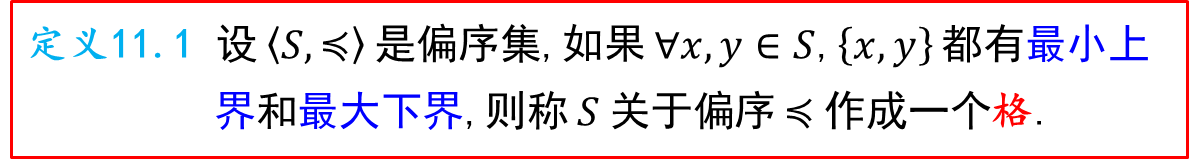 定义11.1 设 ⟨S,≼⟩ 是偏序集, 如果 ∀x,y ∈ S, {x,y} 都有最小上
界和最大下界, 则称 S 关于偏序 ≼ 作成一个格.